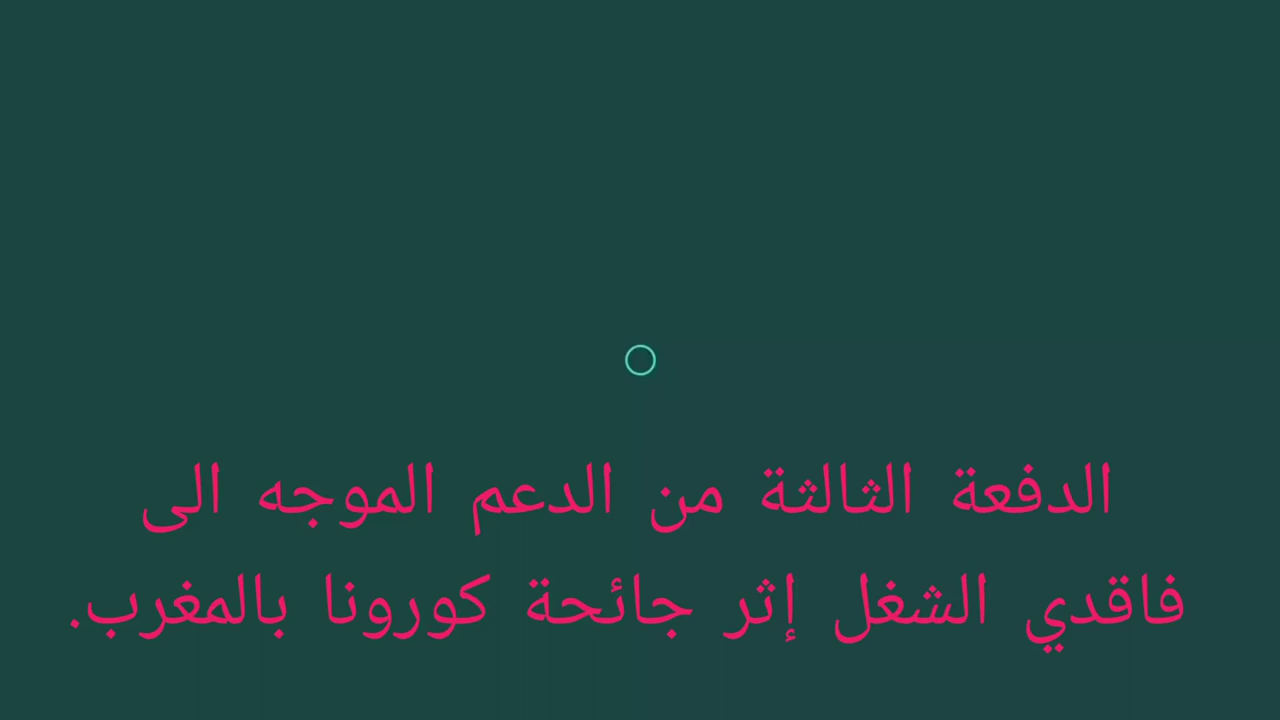 الدفعة الثالثة من الدعم الموجه الى
فاقدي الشغل إثر جائحة كورونا بالمغرب.